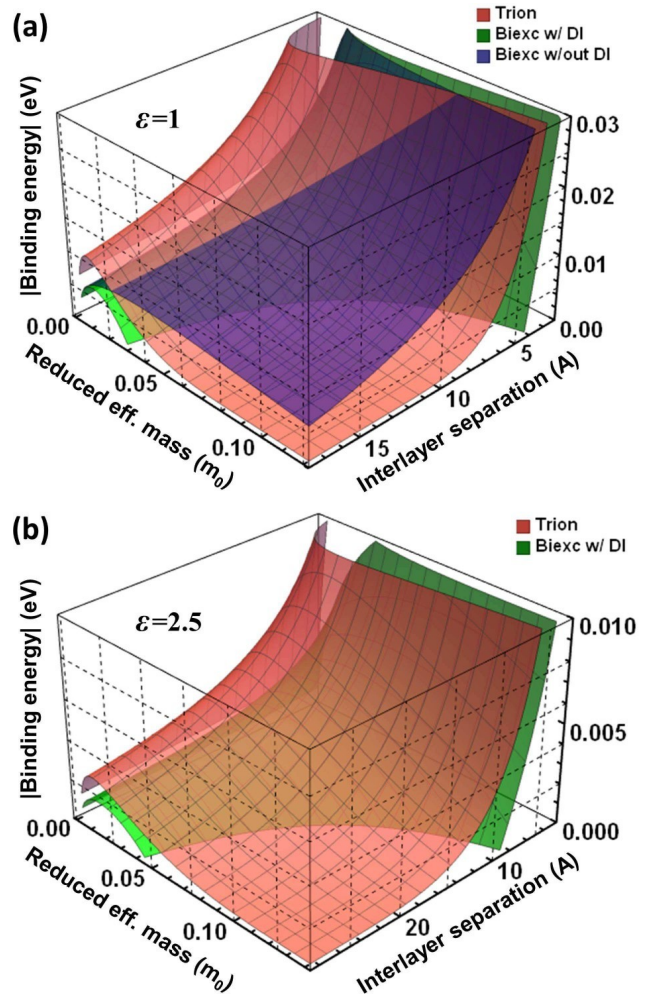 (a)
Trion
Biexc w/ DI
Biexc w/out DI
ε=1
|Binding energy| (eV)
0.03
0.02
0.01
0.00
0.00
0.05
0.10
Reduced eff. mass (m₀)
5
10
15
Interlayer separation (A)
(b)
Trion
Biexc w/ DI
ε=2.5
|Binding energy| (eV)
0.010
0.005
0.000
0.00
0.05
0.10
Reduced eff. mass (m₀)
10
20
Interlayer separation (A)